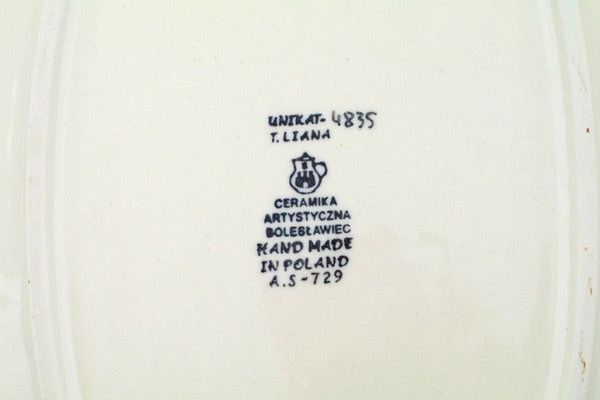 UNIKAT-4835
T.LIANA
CERAMIKA
ARTYSTYCZNA
BOLESŁAWIEC
HAND MADE
IN POLAND
A.S-729